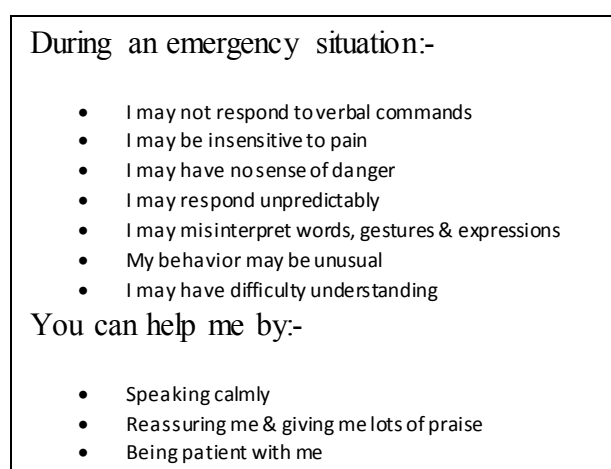 During an emergency situation:-
• I may not respond to verbal commands
• I may be insensitive to pain
• I may have no sense of danger
• I may respond unpredictably
• I may misinterpret words, gestures & expressions
• My behavior may be unusual
• I may have difficulty understanding
You can help me by:-
• Speaking calmly
• Reassuring me & giving me lots of praise
• Being patient with me